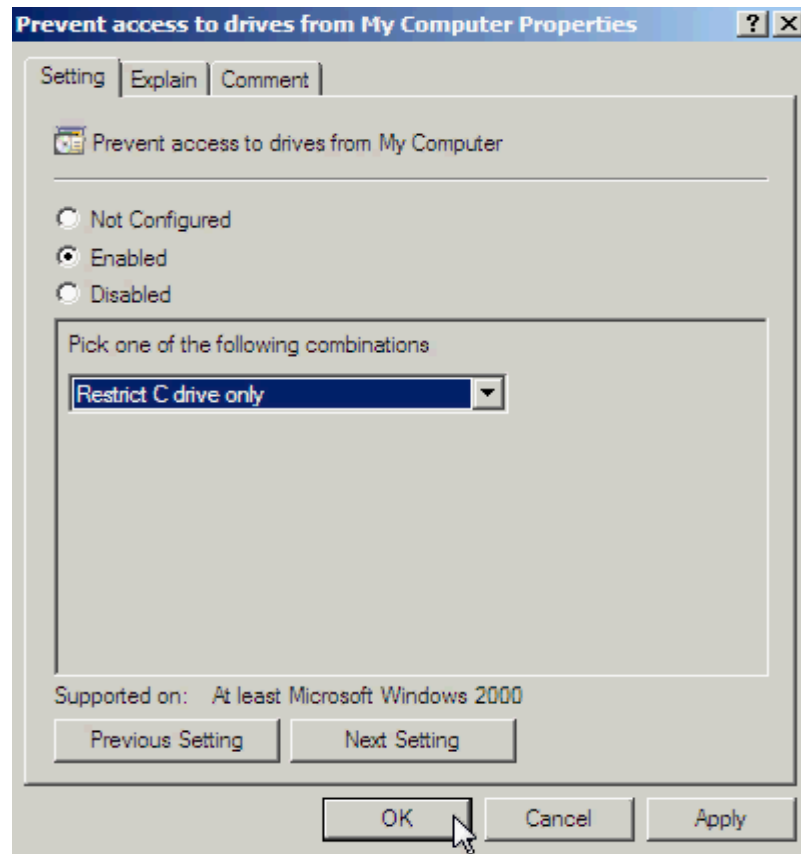 Prevent access to drives from My Computer Properties
Setting Explain Comment
Prevent access to drives from My Computer
Not Configured
Enabled
Disabled
Pick one of the following combinations
Restrict C drive only
Supported on: At least Microsoft Windows 2000
Previous Setting Next Setting
OK Cancel Apply